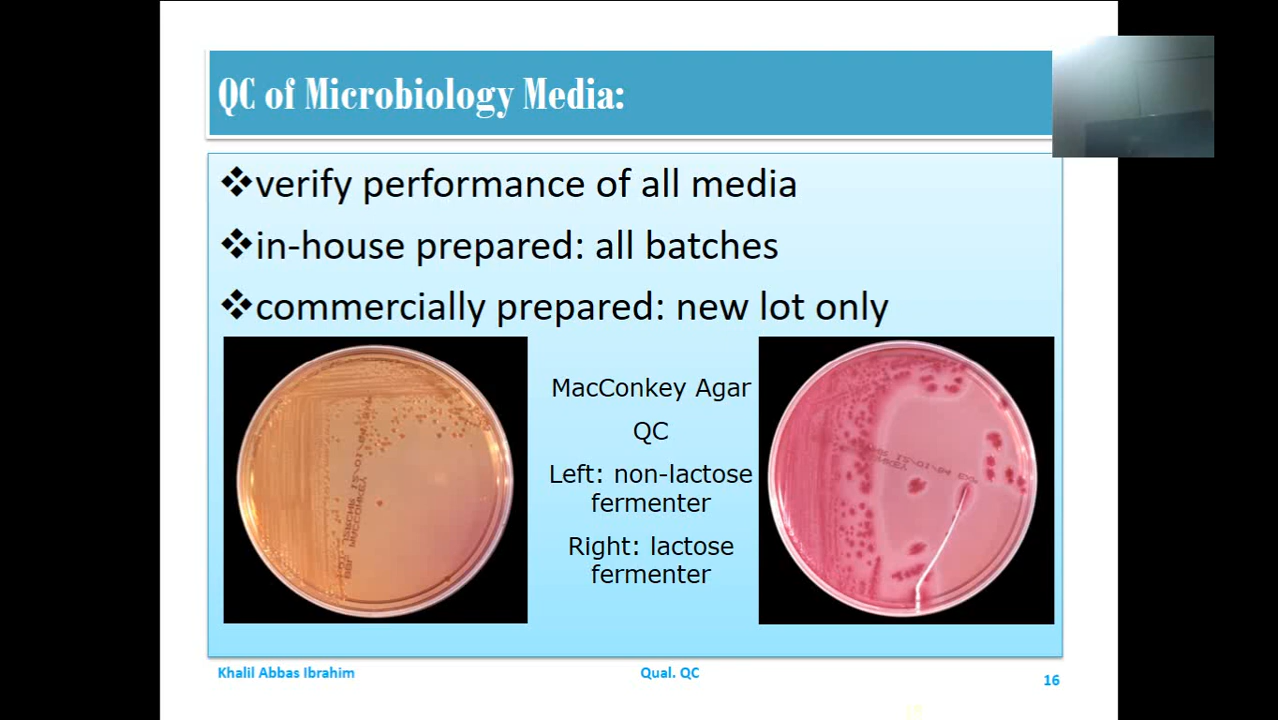 QC of Microbiology Media:
❖verify performance of all media
❖in-house prepared: all batches
❖commercially prepared: new lot only
MacConkey Agar
QC
Left: non-lactose
fermenter
Right: lactose
fermenter
Khalil Abbas Ibrahim
Qual. QC
16